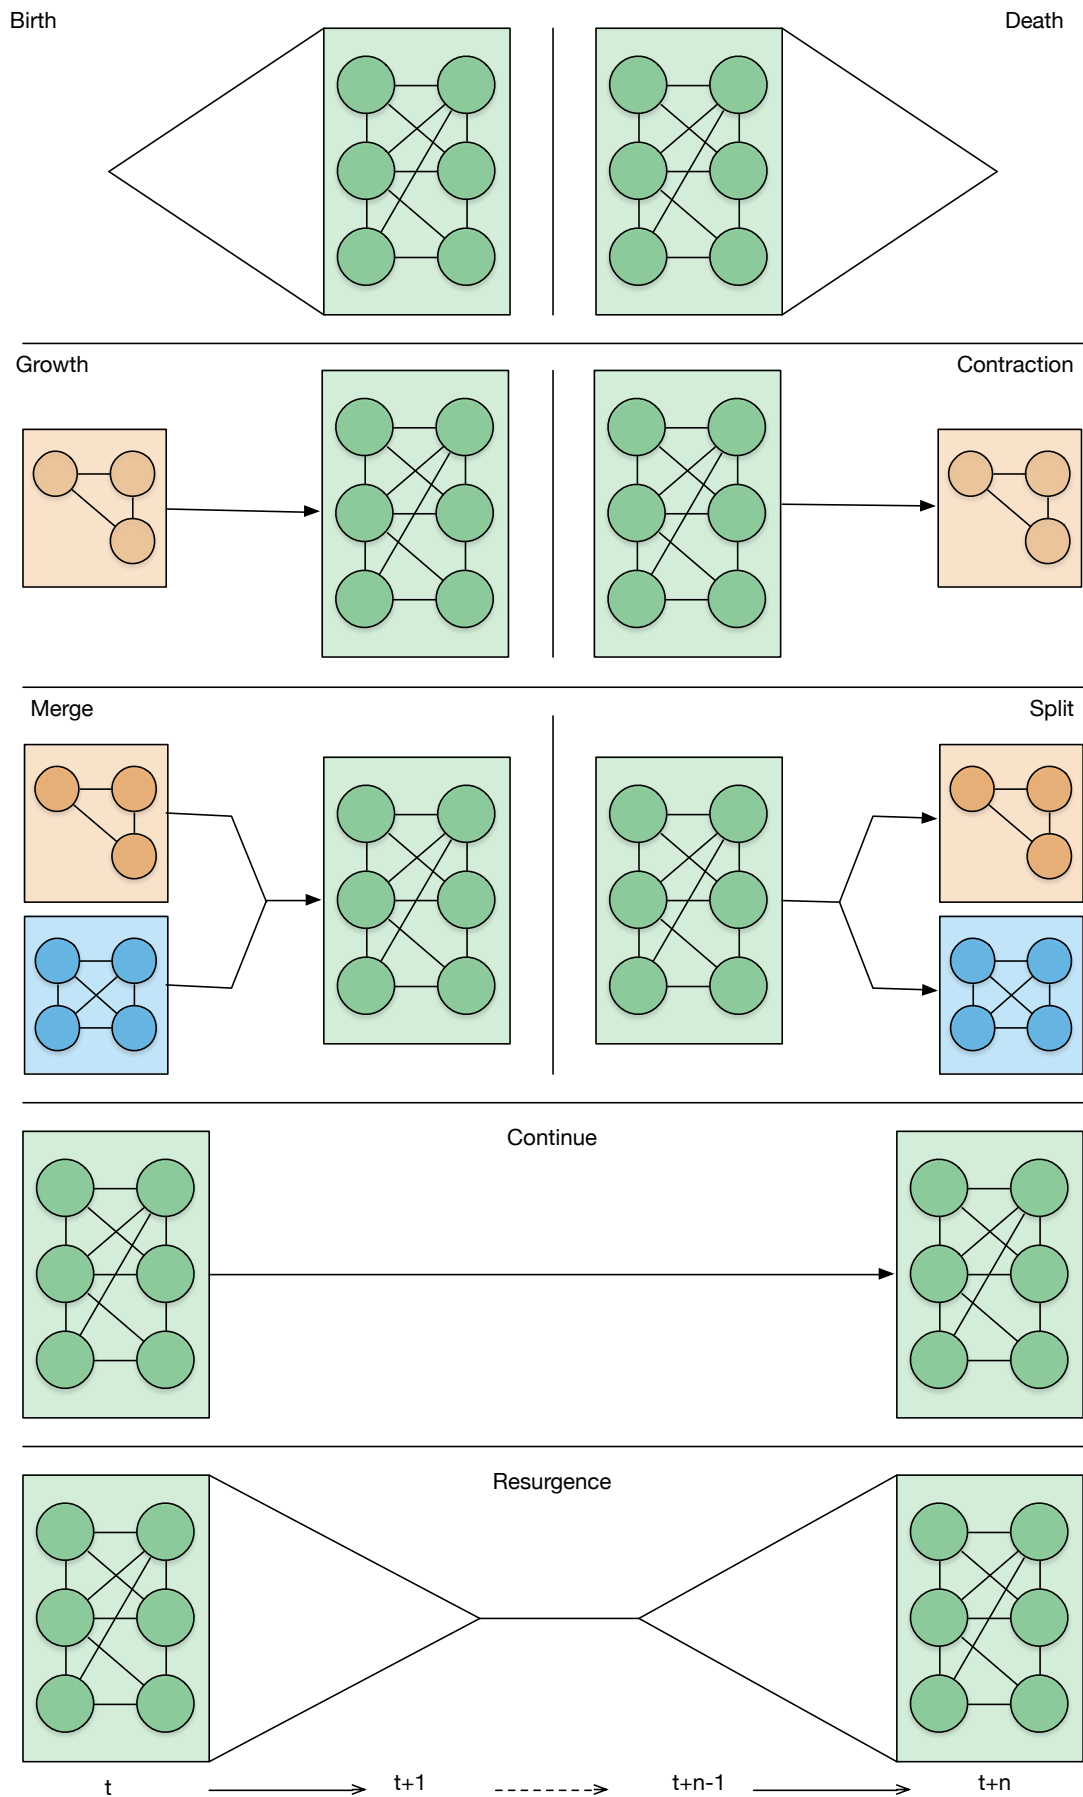 Birth
Death
Growth
Contraction
Merge
Split
Continue
Resurgence
t
t+1
t+n-1
t+n